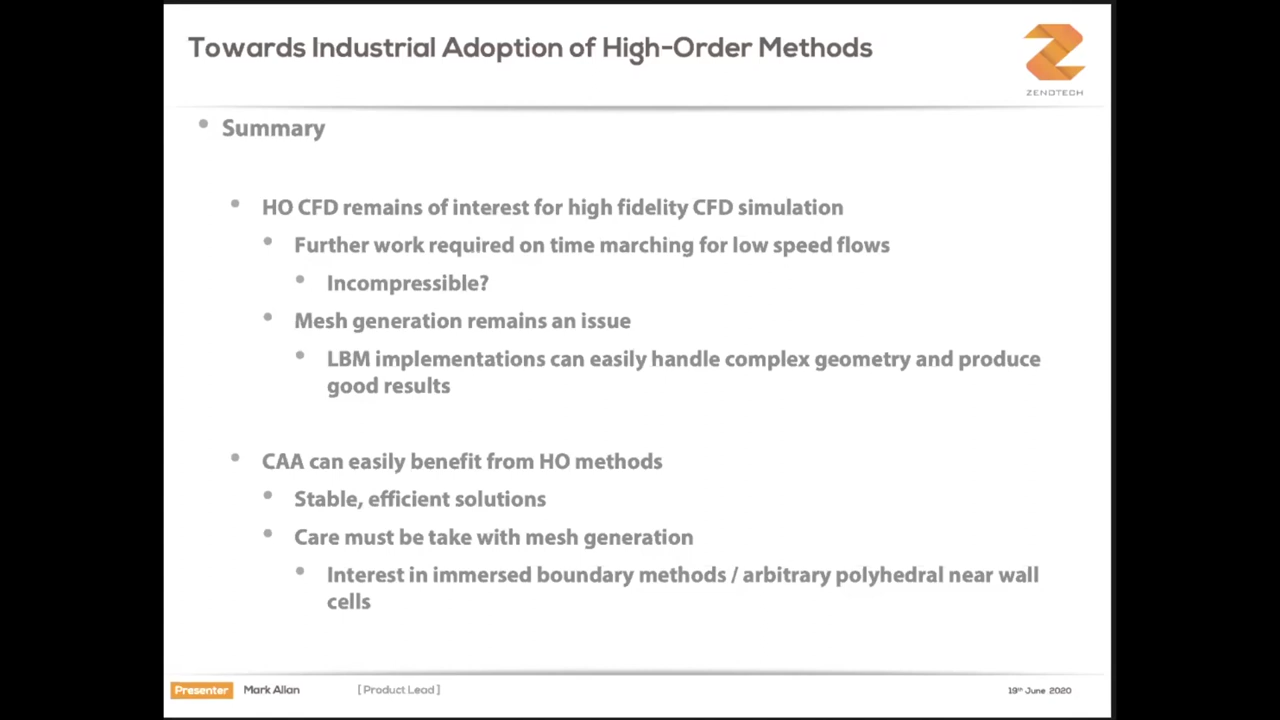 Towards Industrial Adoption of High-Order Methods
ZENOTECH
• Summary
• HO CFD remains of interest for high fidelity CFD simulation
• Further work required on time marching for low speed flows
• Incompressible?
• Mesh generation remains an issue
• LBM implementations can easily handle complex geometry and produce
good results
• CAA can easily benefit from HO methods
• Stable, efficient solutions
• Care must be take with mesh generation
• Interest in immersed boundary methods / arbitrary polyhedral near wall
cells
Presenter Mark Allan [ Product Lead ] 19th June 2020